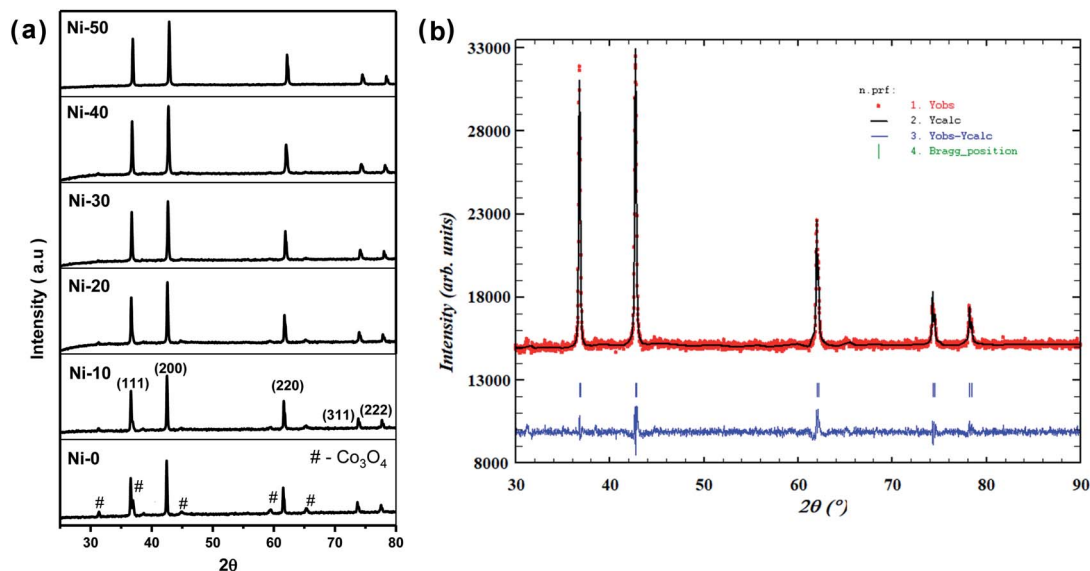 (a)
Ni-50
Ni-40
Ni-30
Ni-20
Ni-10
(111)
(200)
(220)
(311)
(222)
Ni-0
# - Co₃O₄
# # # # #
Intensity ( a.u )
30 40 50 60 70 80
2θ
(b)
33000
28000
23000
18000
13000
8000
Intensity (arb. units)
n.prf:
1. Yobs
2. Ycalc
3. Yobs-Ycalc
4. Bragg_position
30 40 50 60 70 80 90
2θ (°)